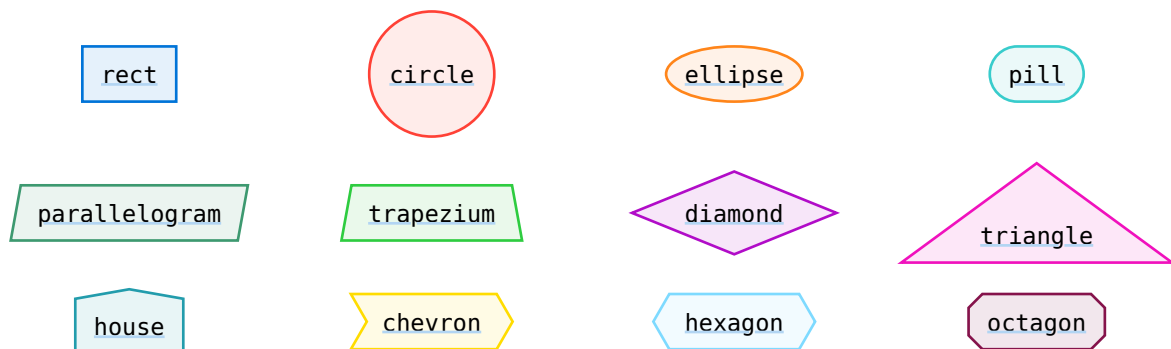 rect
circle
ellipse
pill
parallelogram
trapezium
diamond
triangle
house
chevron
hexagon
octagon